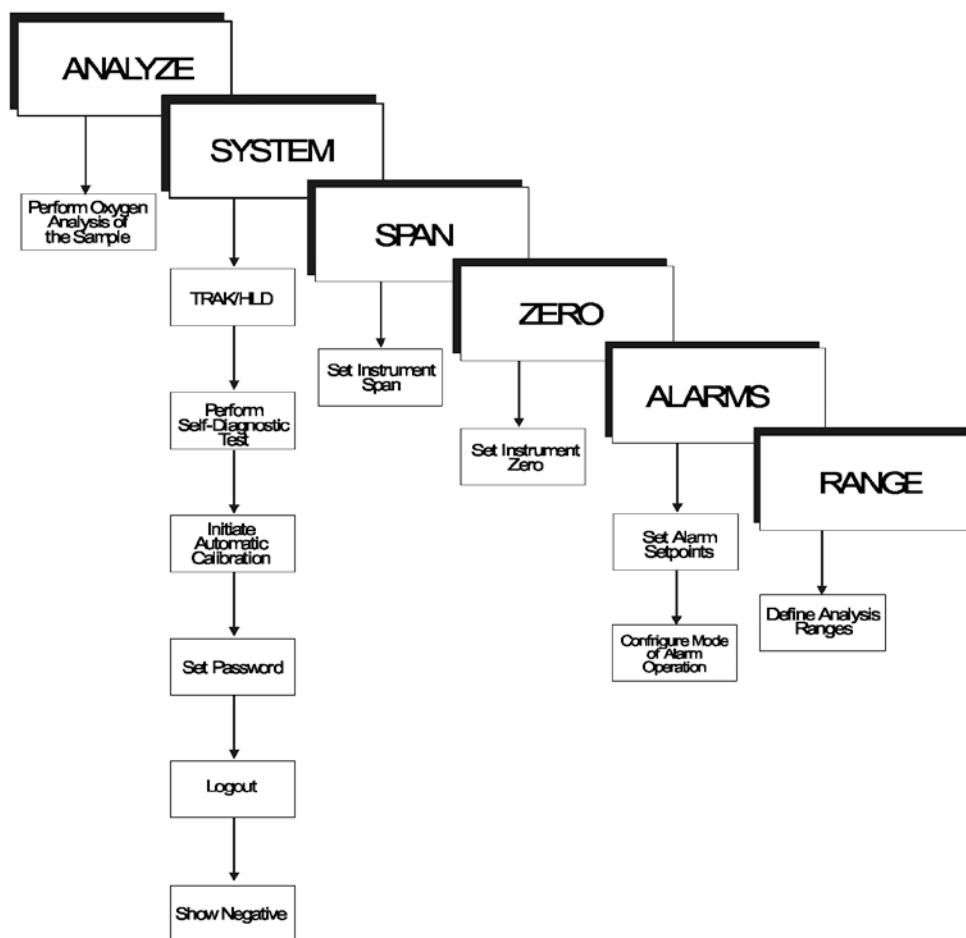 ANALYZE
Perform Oxygen
Analysis of
the Sample
SYSTEM
TRAK/HLD
Perform
Self-Diagnostic
Test
Initiate
Automatic
Calibration
Set Password
Logout
Show Negative
SPAN
Set Instrument
Span
ZERO
Set Instrument
Zero
ALARMS
Set Alarm
Setpoints
Confrigure Mode
of Alarm
Operation
RANGE
Define Analysis
Ranges